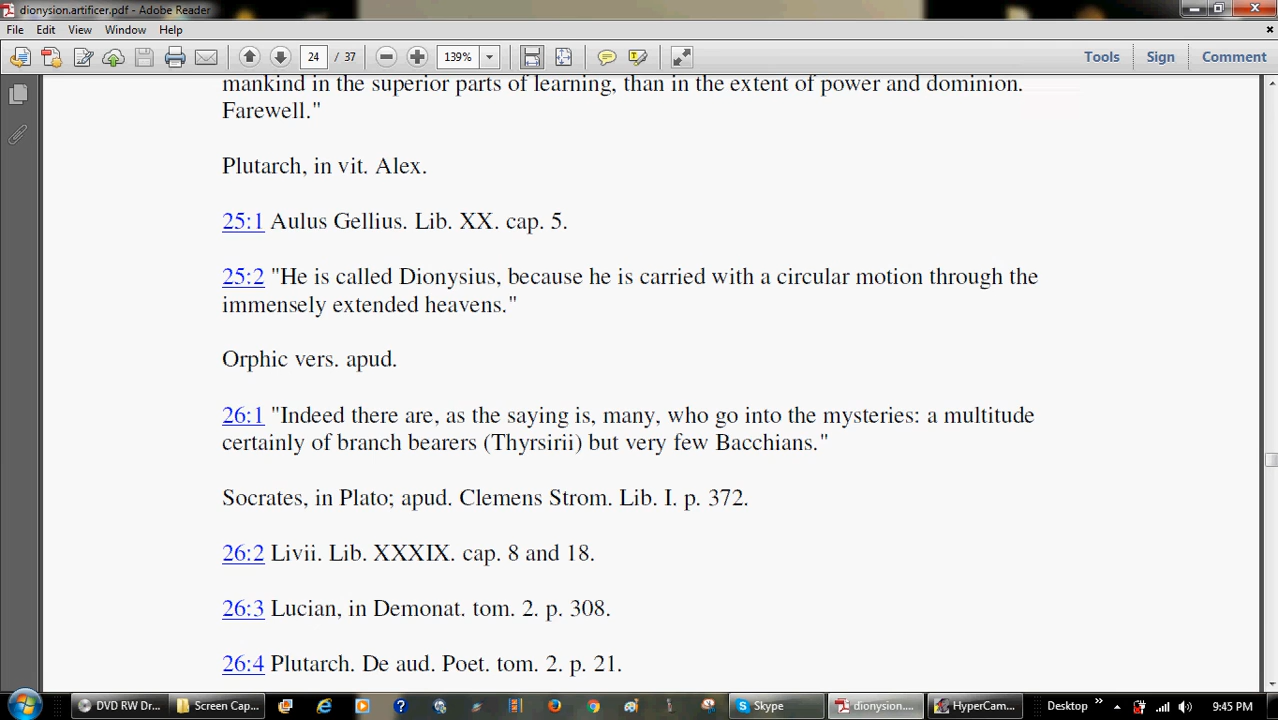 dionysion.artificer.pdf - Adobe Reader
File Edit View Window Help
24 / 37 139% Tools Sign Comment
mankind in the superior parts of learning, than in the extent of power and dominion.
Farewell."
Plutarch, in vit. Alex.
25:1 Aulus Gellius. Lib. XX. cap. 5.
25:2 "He is called Dionysius, because he is carried with a circular motion through the
immensely extended heavens."
Orphic vers. apud.
26:1 "Indeed there are, as the saying is, many, who go into the mysteries: a multitude
certainly of branch bearers (Thyrsirii) but very few Bacchians."
Socrates, in Plato; apud. Clemens Strom. Lib. I. p. 372.
26:2 Livii. Lib. XXXIX. cap. 8 and 18.
26:3 Lucian, in Demonat. tom. 2. p. 308.
26:4 Plutarch. De aud. Poet. tom. 2. p. 21.
DVD RW Dr... Screen Cap... Skype dionysion.... HyperCam... Desktop 9:45 PM